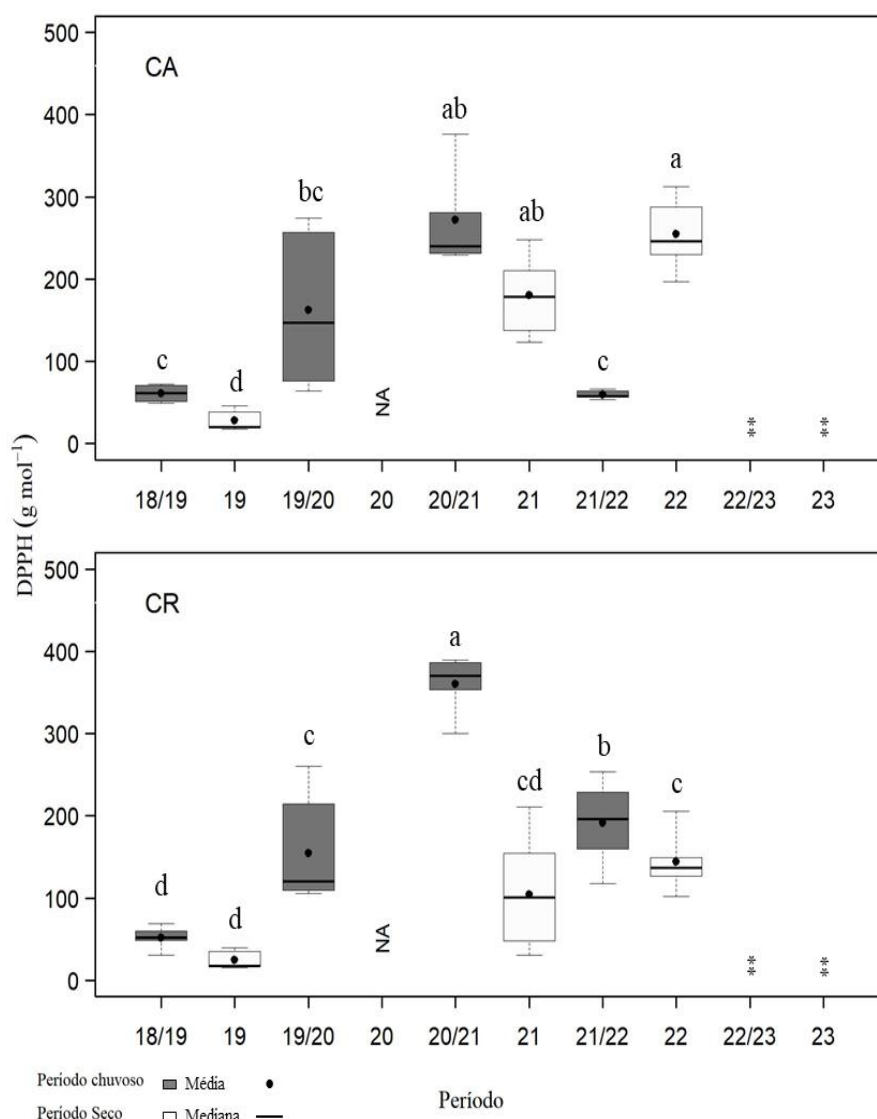 500
CA
ab
400
a
bc
ab
300
200
c
100
d
c
NA
**
**
0
18/19 19 19/20 20 20/21 21 21/22 22 22/23 23
DPPH (g mol⁻¹)
500
CR
a
400
c
b
300
cd
c
200
d
d
100
NA
**
**
0
18/19 19 19/20 20 20/21 21 21/22 22 22/23 23
Período chuvoso Média
Período Seco Mediana
Período